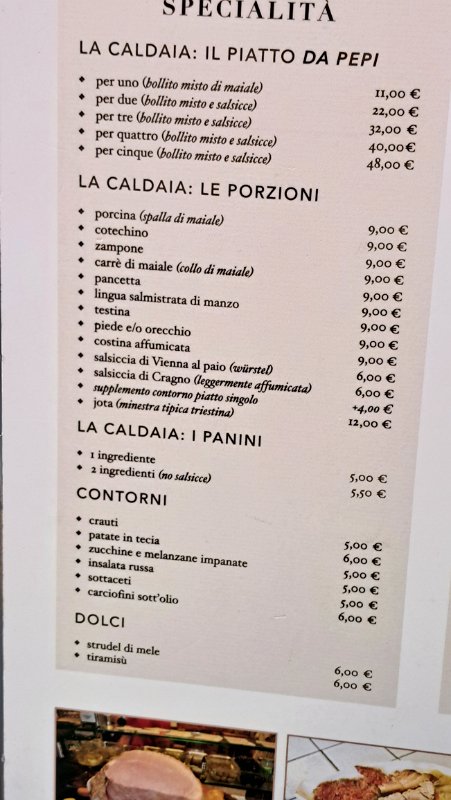 SPECIALITÀ
LA CALDAIA: IL PIATTO DA PEPI
per uno (bollito misto di maiale) 11,00 €
per due (bollito misto e salsicce) 22,00 €
per tre (bollito misto e salsicce) 32,00 €
per quattro (bollito misto e salsicce) 40,00€
per cinque (bollito misto e salsicce) 48,00 €
LA CALDAIA: LE PORZIONI
porcina (spalla di maiale) 9,00 €
cotechino 9,00 €
zampone 9,00 €
carrè di maiale (collo di maiale) 9,00 €
pancetta 9,00 €
lingua salmistrata di manzo 9,00 €
testina 9,00 €
piede e/o orecchio 9,00 €
costina affumicata 9,00 €
salsiccia di Vienna al paio (würstel) 6,00 €
salsiccia di Cragno (leggermente affumicata) 6,00 €
supplemento contorno piatto singolo +4,00 €
jota (minestra tipica triestina) 12,00 €
LA CALDAIA: I PANINI
1 ingrediente 5,00 €
2 ingredienti (no salsicce) 5,50 €
CONTORNI
crauti 5,00 €
patate in tecia 6,00 €
zucchine e melanzane impanate 5,00 €
insalata russa 5,00 €
sottaceti 5,00 €
carciofini sott'olio 6,00 €
DOLCI
strudel di mele 6,00 €
tiramisù 6,00 €